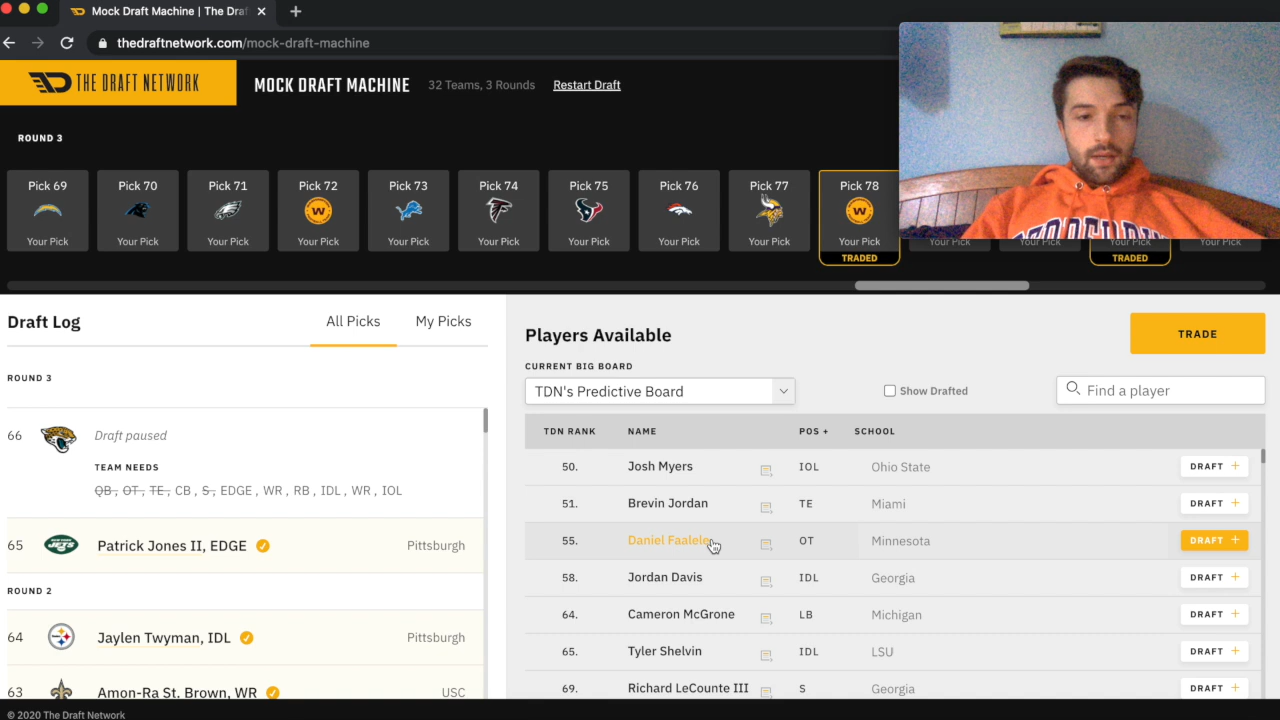 Mock Draft Machine | The Dra
thedraftnetwork.com/mock-draft-machine
THE DRAFT NETWORK
MOCK DRAFT MACHINE
32 Teams, 3 Rounds
Restart Draft
ROUND 3
Pick 69 Pick 70 Pick 71 Pick 72 Pick 73 Pick 74 Pick 75 Pick 76 Pick 77 Pick 78
W W
Your Pick Your Pick Your Pick Your Pick Your Pick Your Pick Your Pick Your Pick Your Pick Your Pick Your Pick Your Pick Your Pick Your Pick
TRADED TRADED
Draft Log
All Picks
My Picks
ROUND 3
66
Draft paused
TEAM NEEDS
QB , OT , TE , CB , S , EDGE , WR , RB , IDL , WR , IOL
65 Patrick Jones II, EDGE Pittsburgh
ROUND 2
64 Jaylen Twyman, IDL Pittsburgh
63 Amon-Ra St. Brown, WR USC
Players Available
TRADE
CURRENT BIG BOARD
TDN's Predictive Board
Show Drafted
Find a player
TDN RANK NAME POS + SCHOOL
50. Josh Myers IOL Ohio State DRAFT +
51. Brevin Jordan TE Miami DRAFT +
55. Daniel Faalele OT Minnesota DRAFT +
58. Jordan Davis IDL Georgia DRAFT +
64. Cameron McGrone LB Michigan DRAFT +
65. Tyler Shelvin IDL LSU DRAFT +
69. Richard LeCounte III S Georgia DRAFT +
© 2020 The Draft Network